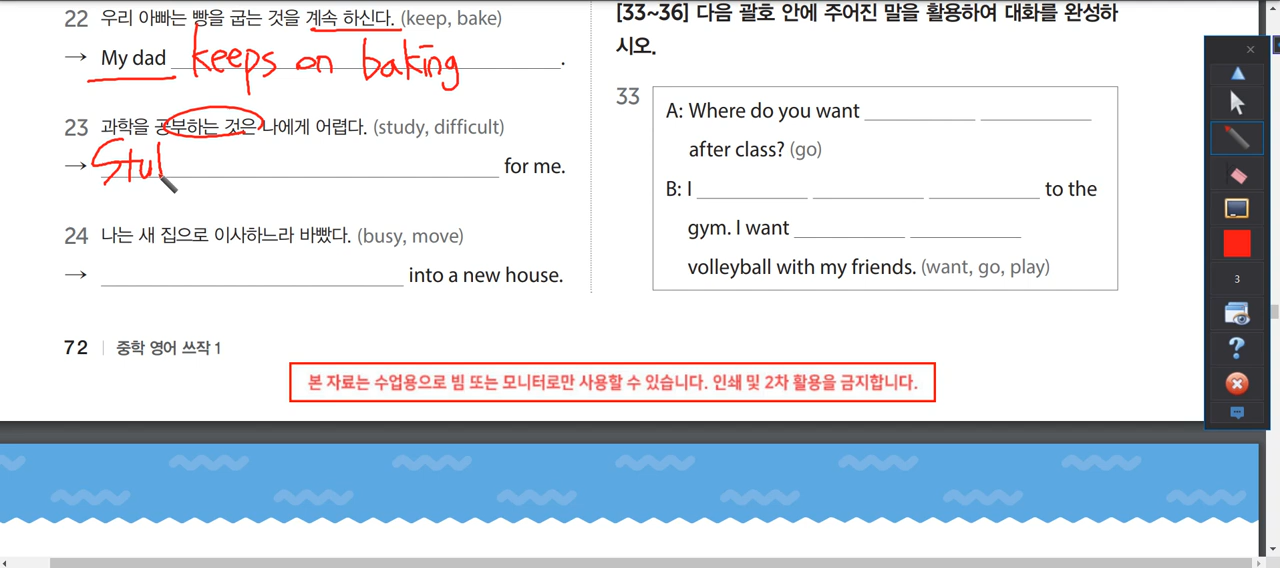 22 우리 아빠는 빵을 굽는 것을 계속 하신다. (keep, bake)
→ My dad keeps on baking.
23 과학을 공부하는 것은 나에게 어렵다. (study, difficult)
→ Stu for me.
24 나는 새 집으로 이사하느라 바빴다. (busy, move)
→ into a new house.
72 중학 영어 쓰작 1
[33~36] 다음 괄호 안에 주어진 말을 활용하여 대화를 완성하
시오.
33 A: Where do you want
after class? (go)
B: I to the
gym. I want
volleyball with my friends. (want, go, play)
본 자료는 수업용으로 빔 또는 모니터로만 사용할 수 있습니다. 인쇄 및 2차 활용을 금지합니다.
3